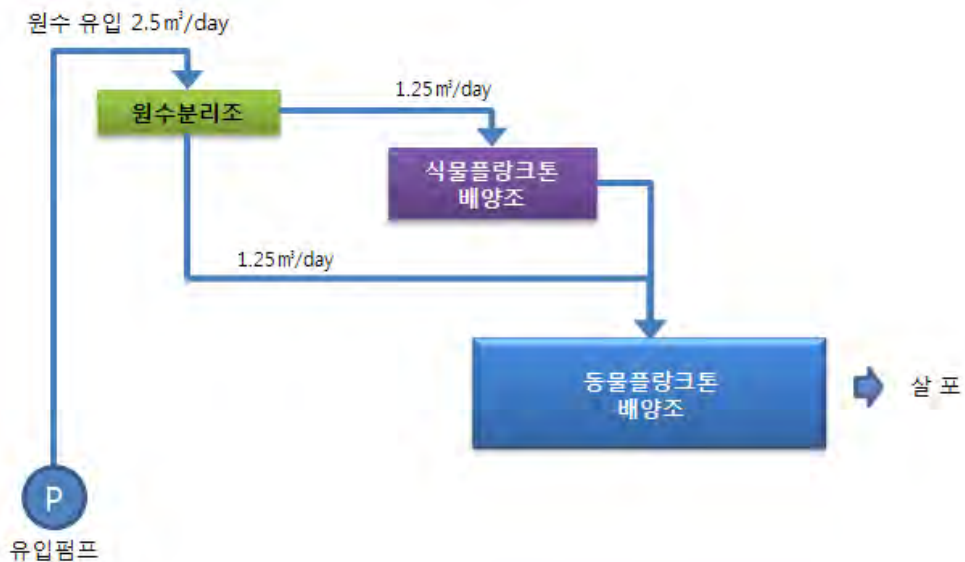 원수 유입 2.5㎥/day
1.25㎥/day
원수분리조
식물플랑크톤
배양조
1.25㎥/day
동물플랑크톤
배양조
살 포
P
유입펌프